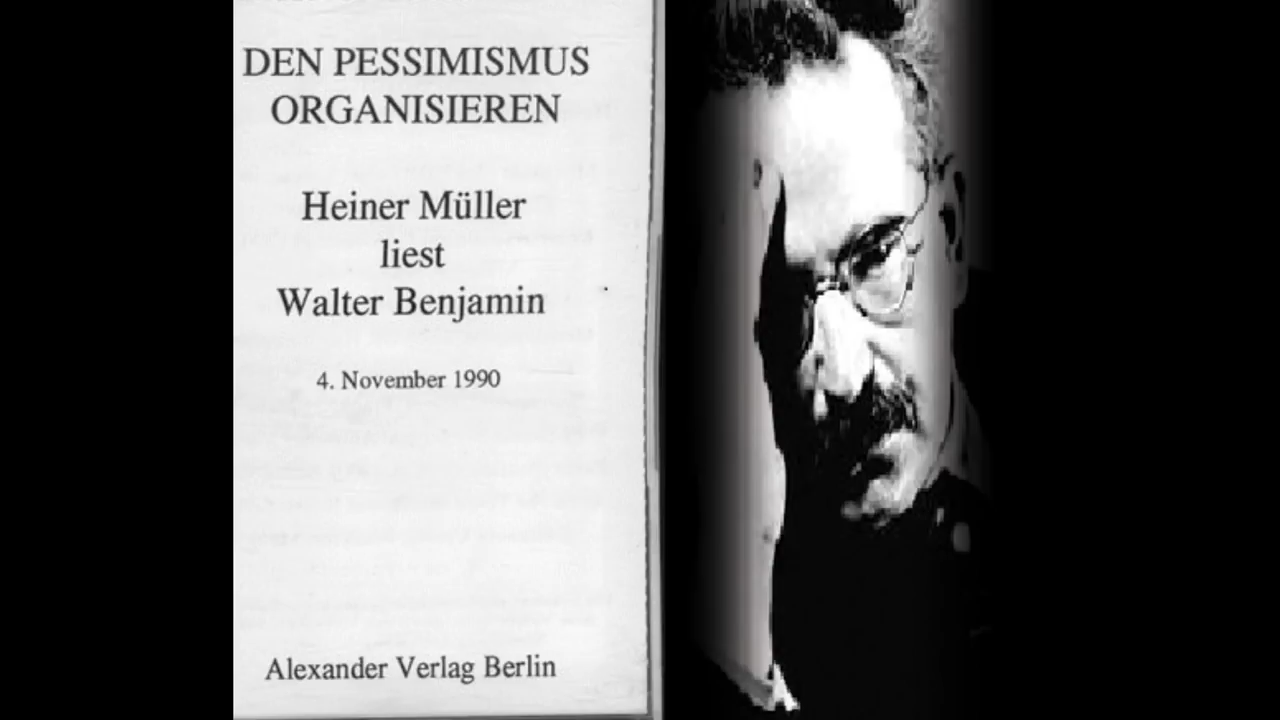 DEN PESSIMISMUS
ORGANISIEREN
Heiner Müller
liest
Walter Benjamin
4. November 1990
Alexander Verlag Berlin